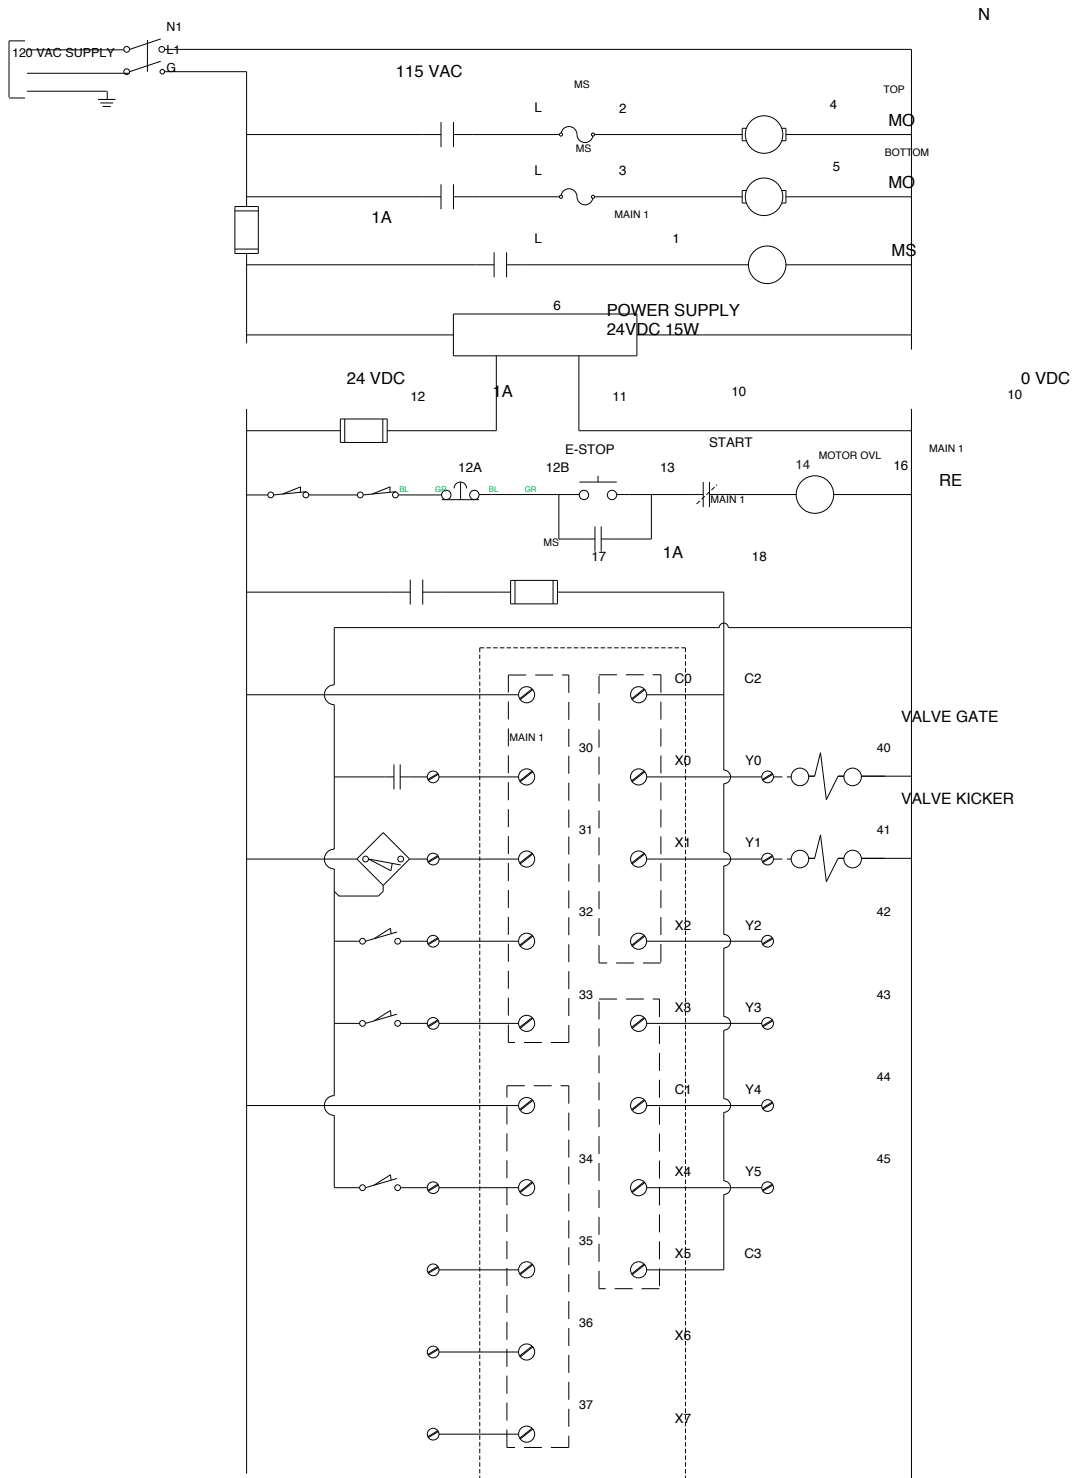 N
N1
120 VAC SUPPLY
L1
G
115 VAC
MS
TOP
L 2 4
MO
MS
BOTTOM
L 3 5
MO
1A
MAIN 1
L 1
MS
6
POWER SUPPLY
24VDC 15W
24 VDC
0 VDC
12 1A 11 10 10
E-STOP
START
MOTOR OVL
MAIN 1
12A 12B 13 14 16
RE
BL GR BL GR
MAIN 1
MS
17 1A 18
C0 C2
VALVE GATE
MAIN 1
30 40
X0 Y0
VALVE KICKER
31 41
X1 Y1
32 42
X2 Y2
33 43
X3 Y3
44
C1 Y4
34 45
X4 Y5
35
X5 C3
36
X6
37
X7